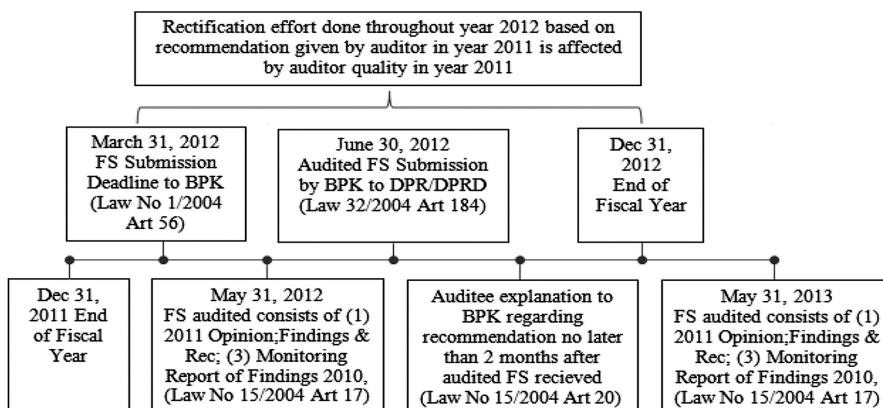 Rectification effort done throughout year 2012 based on
recommendation given by auditor in year 2011 is affected
by auditor quality in year 2011
March 31, 2012
FS Submission
Deadline to BPK
(Law No 1/2004
Art 56)
June 30, 2012
Audited FS Submission
by BPK to DPR/DPRD
(Law 32/2004 Art 184)
Dec 31,
2012
End of
Fiscal Year
Dec 31,
2011 End
of Fiscal
Year
May 31, 2012
FS audited consists of (1)
2011 Opinion;Findings &
Rec; (3) Monitoring
Report of Findings 2010,
(Law No 15/2004 Art 17)
Auditee explanation to
BPK regarding
recommendation no later
than 2 months after
audited FS recieved
(Law No 15/2004 Art 20)
May 31, 2013
FS audited consists of (1)
2011 Opinion;Findings &
Rec; (3) Monitoring
Report of Findings 2010,
(Law No 15/2004 Art 17)